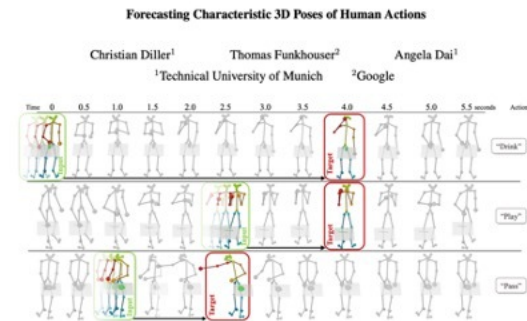 Forecasting Characteristic 3D Poses of Human Actions
Christian Diller¹ Thomas Funkhouser² Angela Dai¹
¹Technical University of Munich ²Google
Time 0 0.5 1.0 1.5 2.0 2.5 3.0 3.5 4.0 4.5 5.0 5.5 seconds Action
Target
"Drink"
Target
"Play"
Target
"Pass"